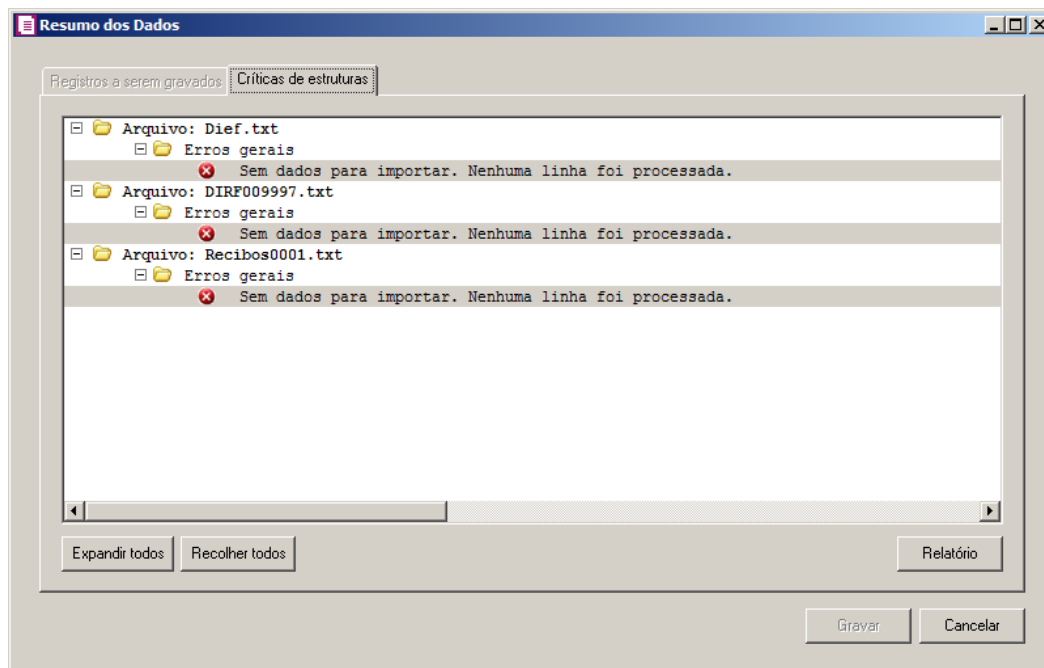 Resumo dos Dados
Registros a serem gravados Críticas de estruturas
Arquivo: Dief.txt
Erros gerais
Sem dados para importar. Nenhuma linha foi processada.
Arquivo: DIRF009997.txt
Erros gerais
Sem dados para importar. Nenhuma linha foi processada.
Arquivo: Recibos0001.txt
Erros gerais
Sem dados para importar. Nenhuma linha foi processada.
Expandir todos Recolher todos Relatório
Gravar Cancelar